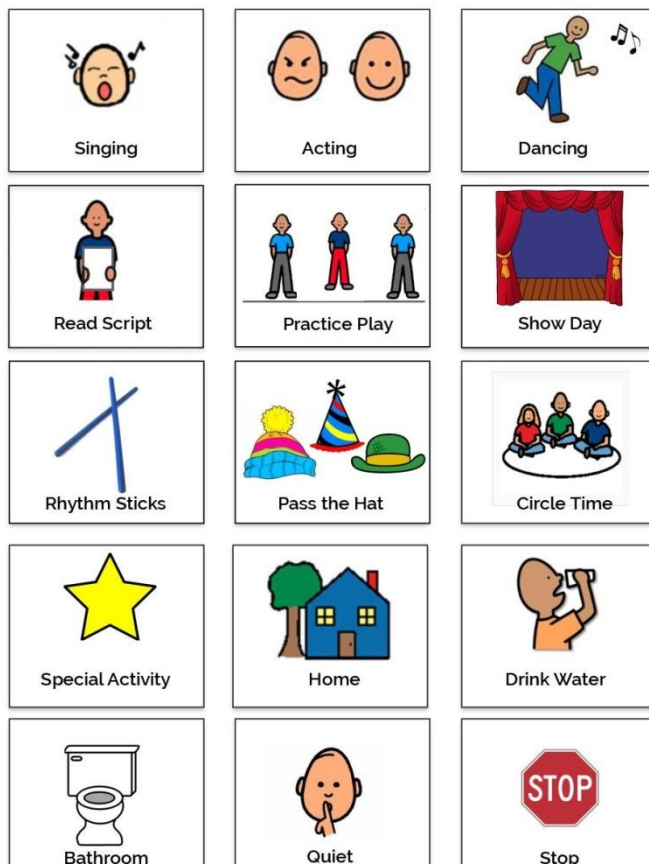 Singing
Acting
Dancing
Read Script
Practice Play
Show Day
Rhythm Sticks
Pass the Hat
Circle Time
Special Activity
Home
Drink Water
Bathroom
Quiet
STOP
Stop